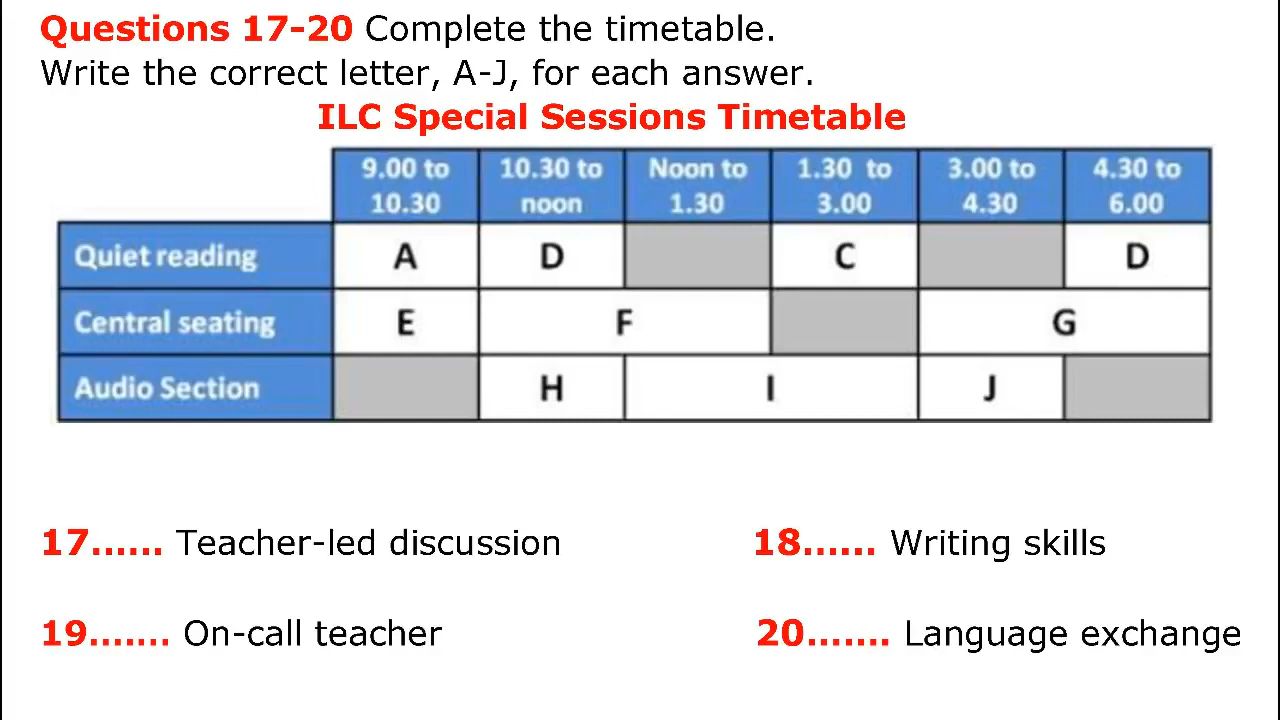 Questions 17-20 Complete the timetable.
Write the correct letter, A-J, for each answer.
ILC Special Sessions Timetable
9.00 to 10.30 10.30 to noon Noon to 1.30 1.30 to 3.00 3.00 to 4.30 4.30 to 6.00
Quiet reading A D C D
Central seating E F G
Audio Section H I J
17...... Teacher-led discussion 18...... Writing skills
19....... On-call teacher 20....... Language exchange